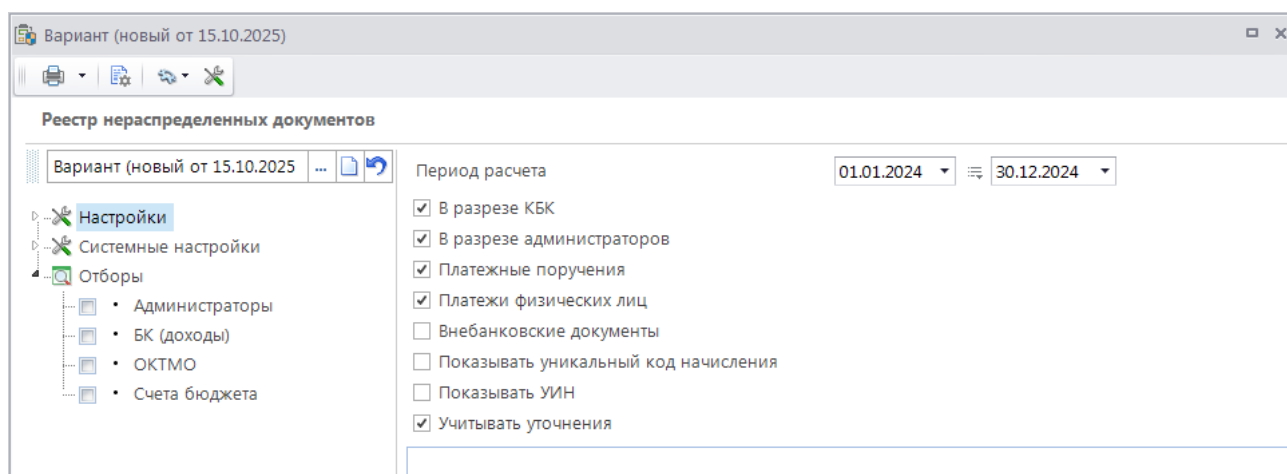 Вариант (новый от 15.10.2025)
Реестр нераспределенных документов
Вариант (новый от 15.10.2025 ...
Настройки
Системные настройки
Отборы
• Администраторы
• БК (доходы)
• ОКТМО
• Счета бюджета
Период расчета 01.01.2024 30.12.2024
В разрезе КБК
В разрезе администраторов
Платежные поручения
Платежи физических лиц
Внебанковские документы
Показывать уникальный код начисления
Показывать УИН
Учитывать уточнения